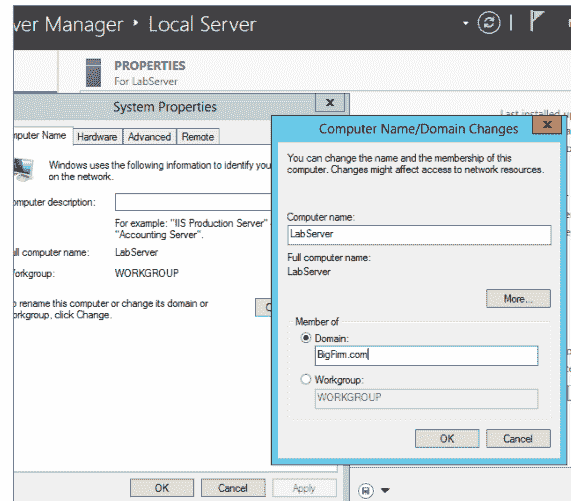 ver Manager • Local Server
PROPERTIES
For LabServer
Last installed
System Properties
x
mputer Name Hardware Advanced Remote
Windows uses the following information to identify you
on the network.
omputer description:
For example: "IIS Production Server"
"Accounting Server".
ull computer name: LabServer
orkgroup: WORKGROUP
o rename this computer or change its domain or
orkgroup, click Change.
OK Cancel Apply
Computer Name/Domain Changes x
You can change the name and the membership of this
computer. Changes might affect access to network resources.
Computer name:
LabServer
Full computer name:
LabServer
More...
Member of
Domain:
BigFirm.com
Workgroup:
WORKGROUP
OK Cancel